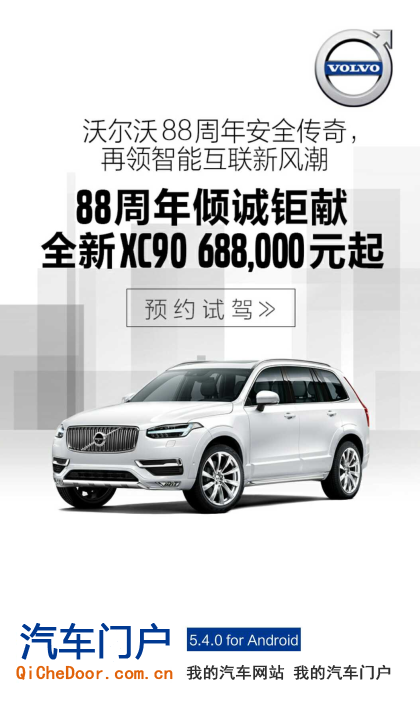 VOLVO
沃尔沃88周年安全传奇，
再领智能互联新风潮
88周年倾诚钜献
全新XC90 688,000元起
预约试驾»
汽车门户 5.4.0 for Android
QiCheDoor.com.cn 我的汽车网站 我的汽车门户